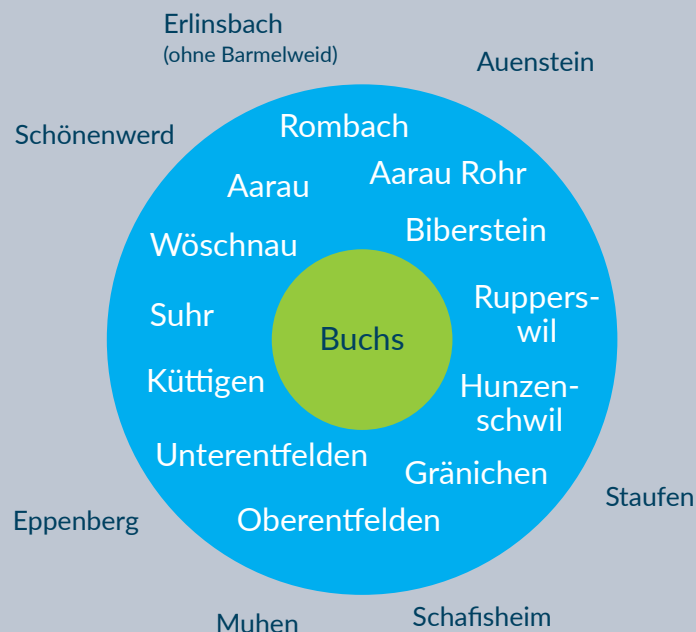 Erlinsbach
(ohne Barmelweid)
Auenstein
Schönenwerd
Rombach
Aarau
Aarau Rohr
Wöschnau
Biberstein
Suhr
Ruppers-
wil
Buchs
Küttigen
Hunzen-
schwil
Unterentfelden
Gränichen
Staufen
Eppenberg
Oberentfelden
Muhen
Schafisheim